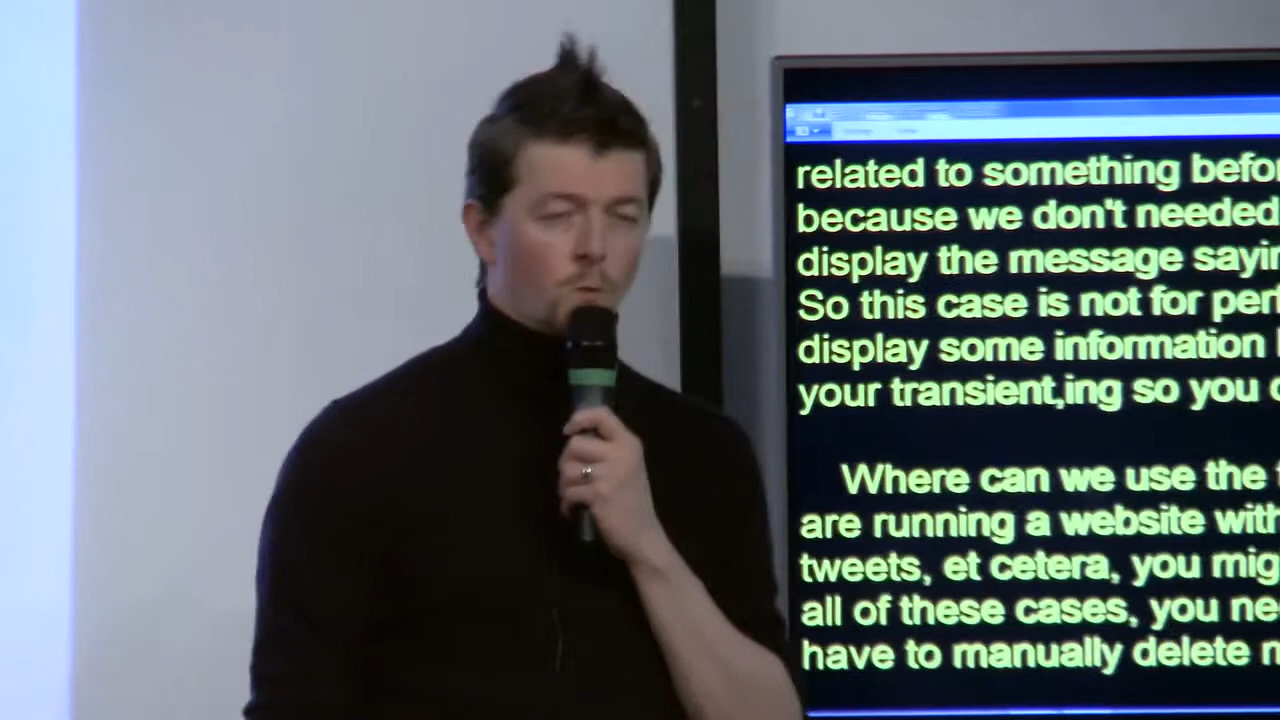 related to something befor
because we don't needed
display the message sayin
So this case is not for per
display some information
your transient,ing so you
Where can we use the
are running a website with
tweets, et cetera, you mig
all of these cases, you ne
have to manually delete